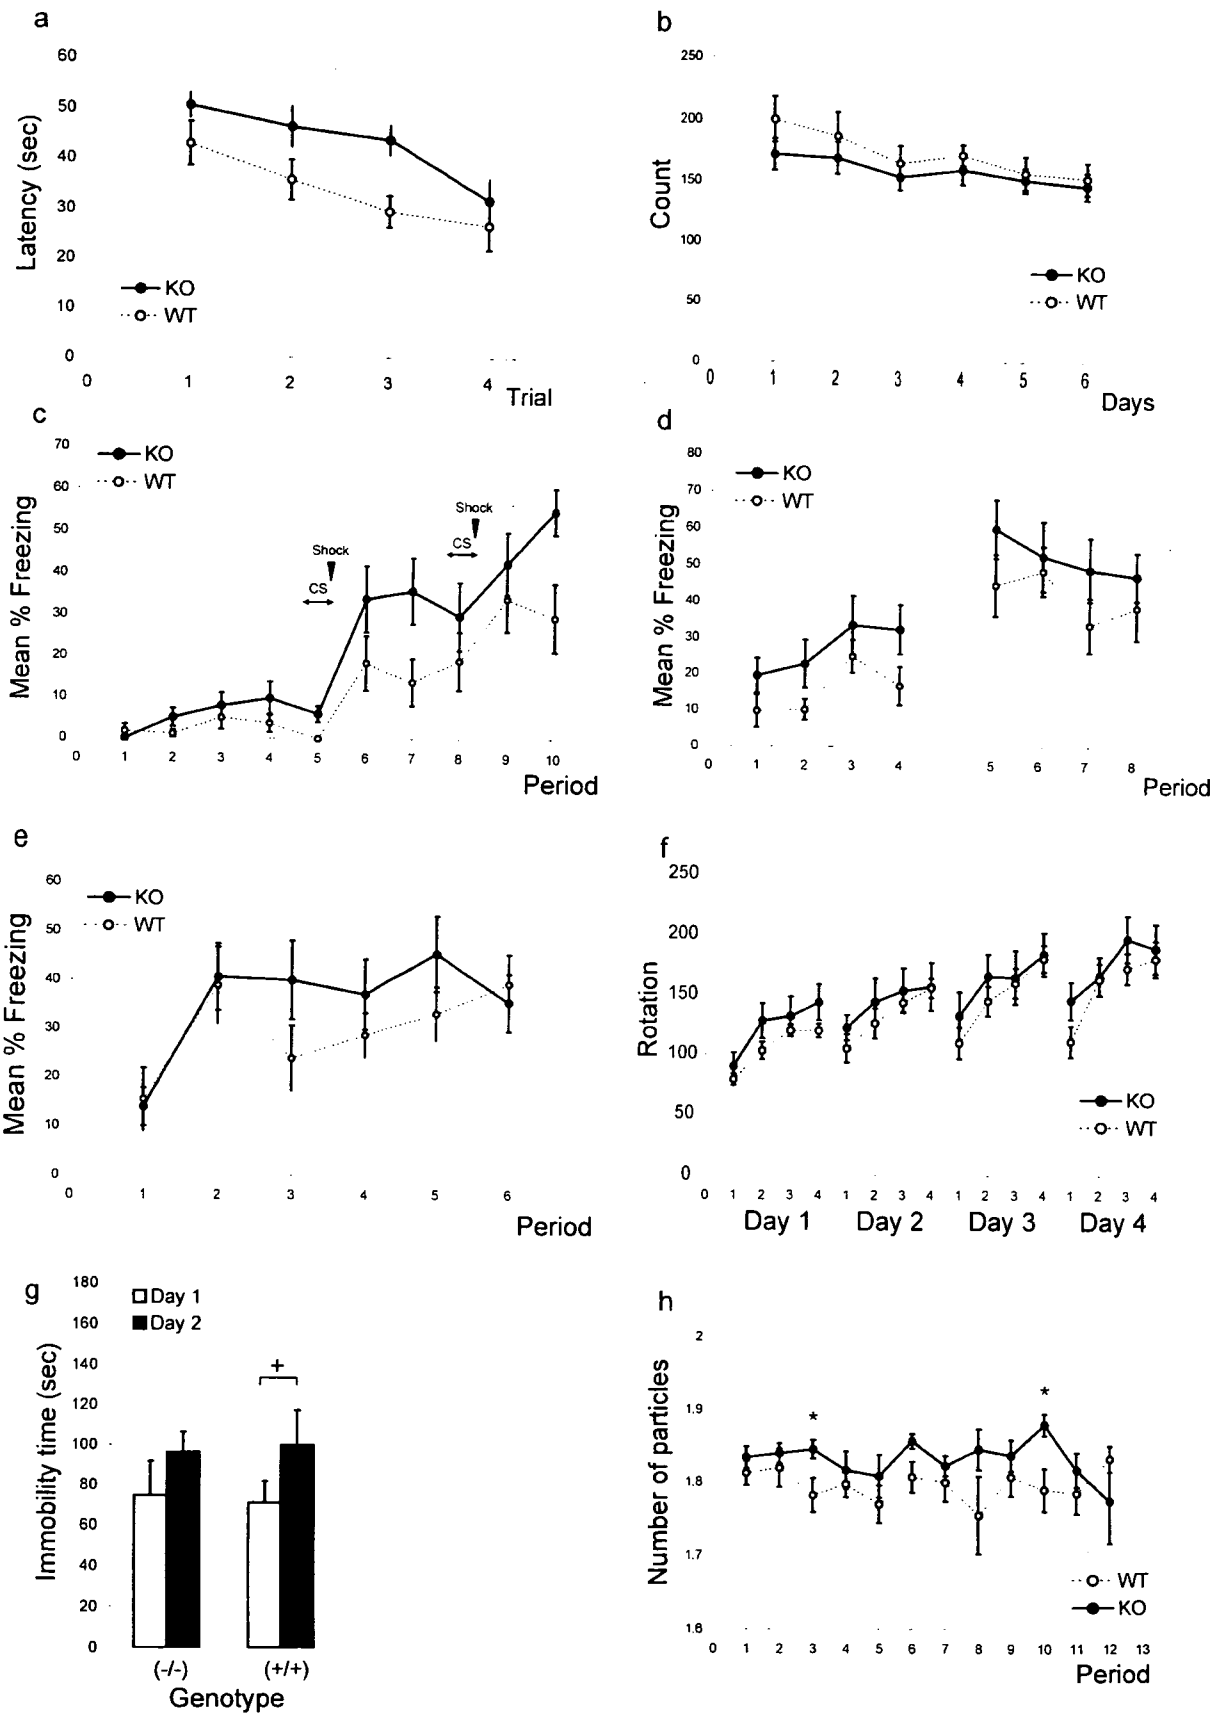 a
60
50
40
30
20
10
0
Latency (sec)
KO
WT
0 1 2 3 4
Trial
b
250
200
150
100
50
0
Count
KO
WT
0 1 2 3 4 5 6
Days
c
70
60
50
40
30
20
10
0
Mean % Freezing
KO
WT
Shock
CS
Shock
CS
0 1 2 3 4 5 6 7 8 9 10
Period
d
80
70
60
50
40
30
20
10
0
Mean % Freezing
KO
WT
0 1 2 3 4 5 6 7 8
Period
e
60
50
40
30
20
10
0
Mean % Freezing
KO
WT
0 1 2 3 4 5 6
Period
f
250
200
150
100
50
0
Rotation
KO
WT
0 1 2 3 4 1 2 3 4 1 2 3 4 1 2 3 4
Day 1 Day 2 Day 3 Day 4
g
180
160
140
120
100
80
60
40
20
0
Immobility time (sec)
Day 1
Day 2
+
(-/-) (+/+)
Genotype
h
2
1.9
1.8
1.7
1.6
Number of particles
*
*
WT
KO
0 1 2 3 4 5 6 7 8 9 10 11 12 13
Period